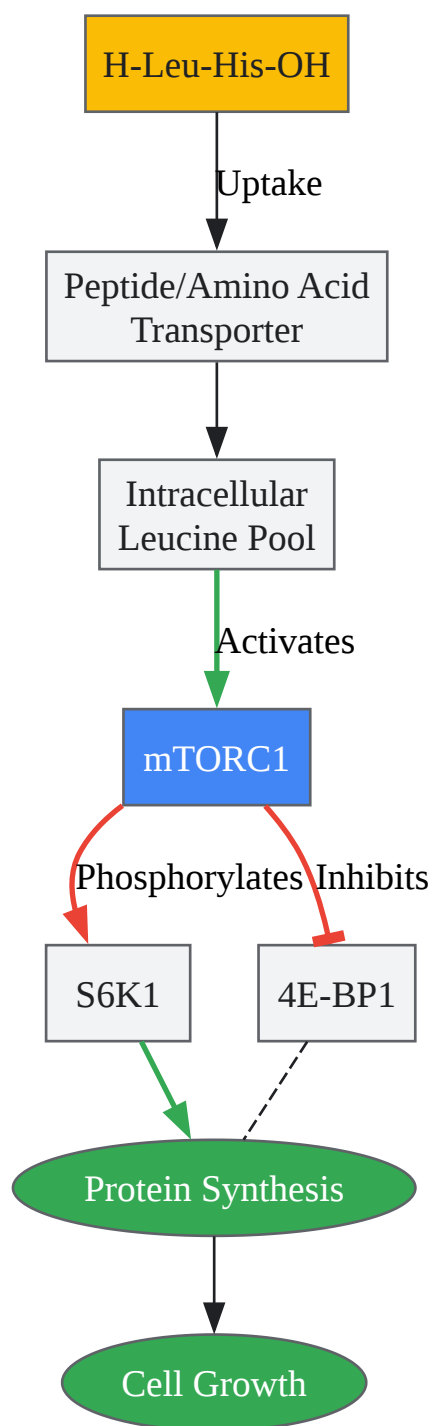 H-Leu-His-OH
Uptake
Peptide/Amino Acid
Transporter
Intracellular
Leucine Pool
Activates
mTORC1
Phosphorylates
Inhibits
S6K1
4E-BP1
Protein Synthesis
Cell Growth